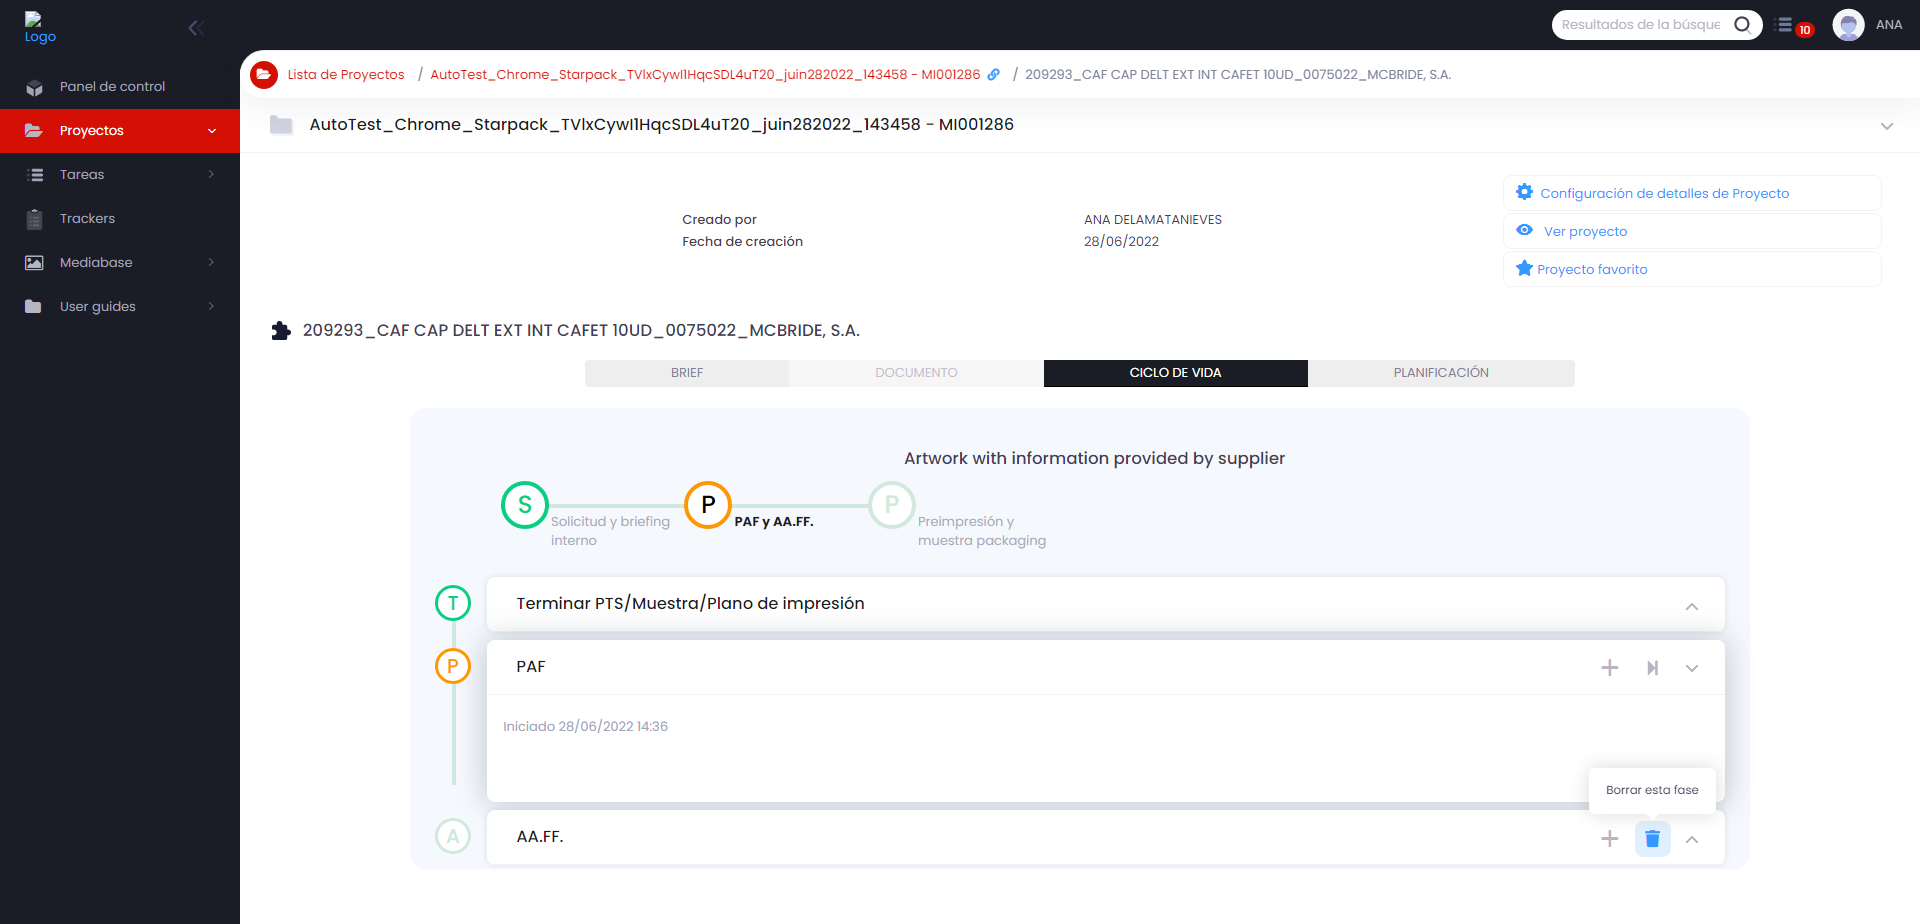 Logo
Resultados de la búsque
10
ANA
Panel de control
Proyectos
Tareas
Trackers
Mediabase
User guides
Lista de Proyectos / AutoTest_Chrome_Starpack_TVlxCywI1HqcSDL4uT20_juin282022_143458 - MI001286 / 209293_CAF CAP DELT EXT INT CAFET 10UD_0075022_MCBRIDE, S.A.
AutoTest_Chrome_Starpack_TVlxCywI1HqcSDL4uT20_juin282022_143458 - MI001286
Creado por ANA DELAMATANIEVES
Fecha de creación 28/06/2022
Configuración de detalles de Proyecto
Ver proyecto
Proyecto favorito
209293_CAF CAP DELT EXT INT CAFET 10UD_0075022_MCBRIDE, S.A.
BRIEF DOCUMENTO CICLO DE VIDA PLANIFICACIÓN
Artwork with information provided by supplier
S
Solicitud y briefing
interno
P
PAF y AA.FF.
P
Preimpresión y
muestra packaging
T
Terminar PTS/Muestra/Plano de impresión
P
PAF
Iniciado 28/06/2022 14:36
Borrar esta fase
A
AA.FF.